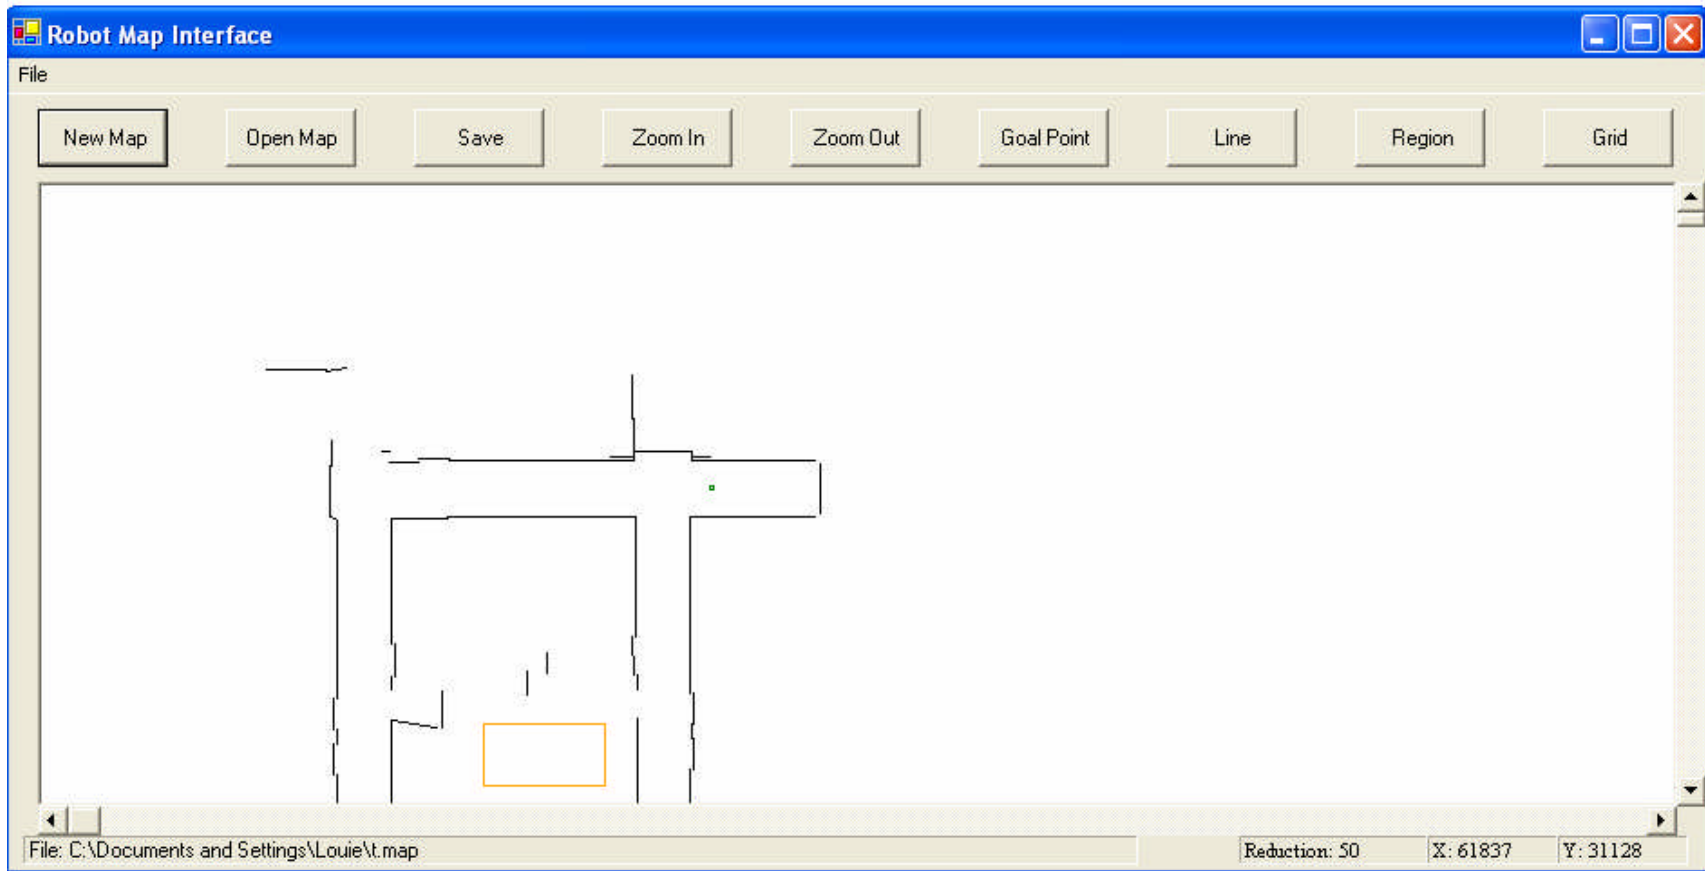 Robot Map Interface
File
New Map Open Map Save Zoom In Zoom Out Goal Point Line Region Grid
File: C:\Documents and Settings\Louie\t.map Reduction: 50 X: 61837 Y: 31128